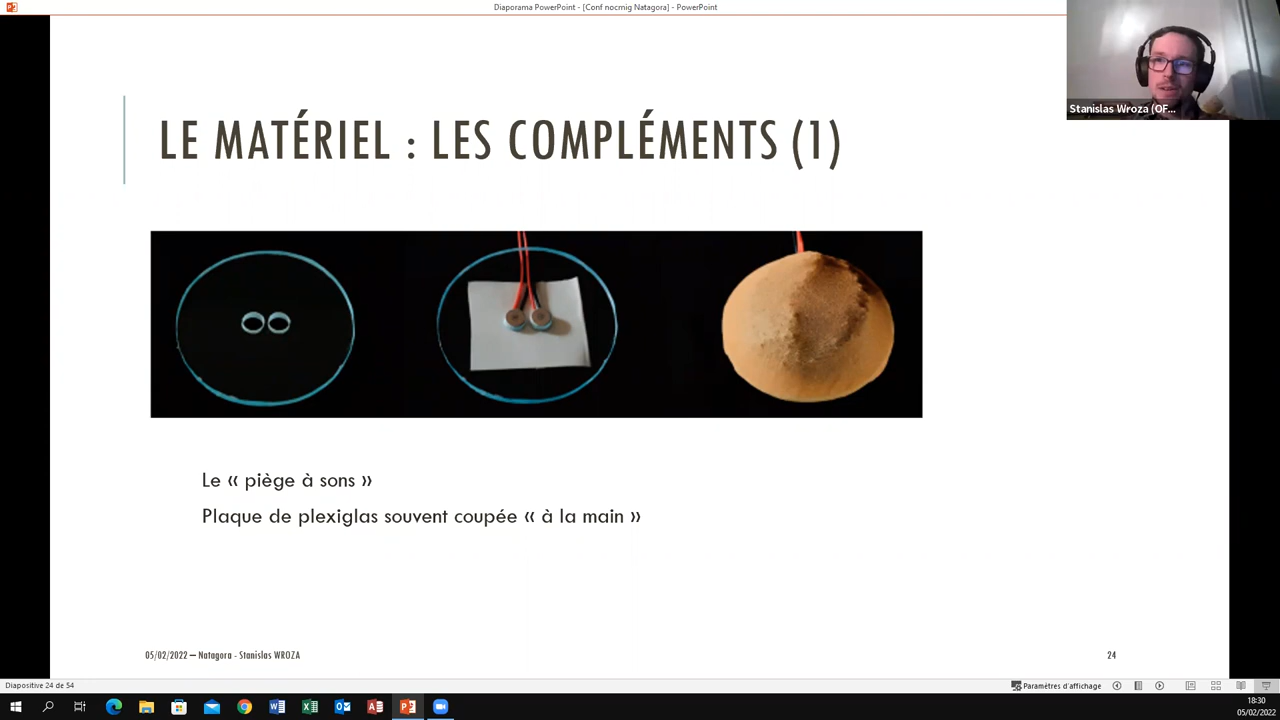 Diaporama PowerPoint - [Conf nocmig Natagora] - PowerPoint
Stanislas Wroza (OF...
LE MATÉRIEL : LES COMPLÉMENTS (1)
Le « piège à sons »
Plaque de plexiglas souvent coupée « à la main »
05/02/2022 – Natagora - Stanislas WROZA
24
Diapositive 24 de 54
Paramètres d'affichage
18:30
05/02/2022